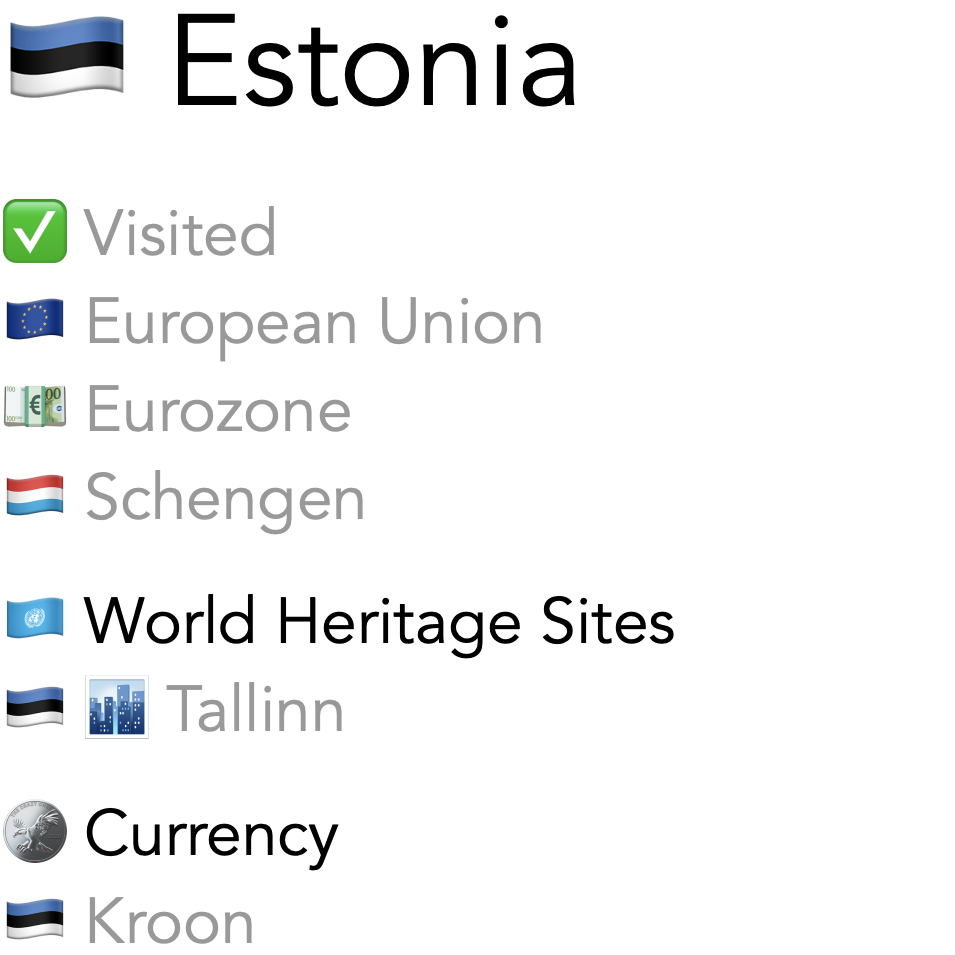 Estonia
Visited
European Union
Eurozone
Schengen
World Heritage Sites
Tallinn
Currency
Kroon